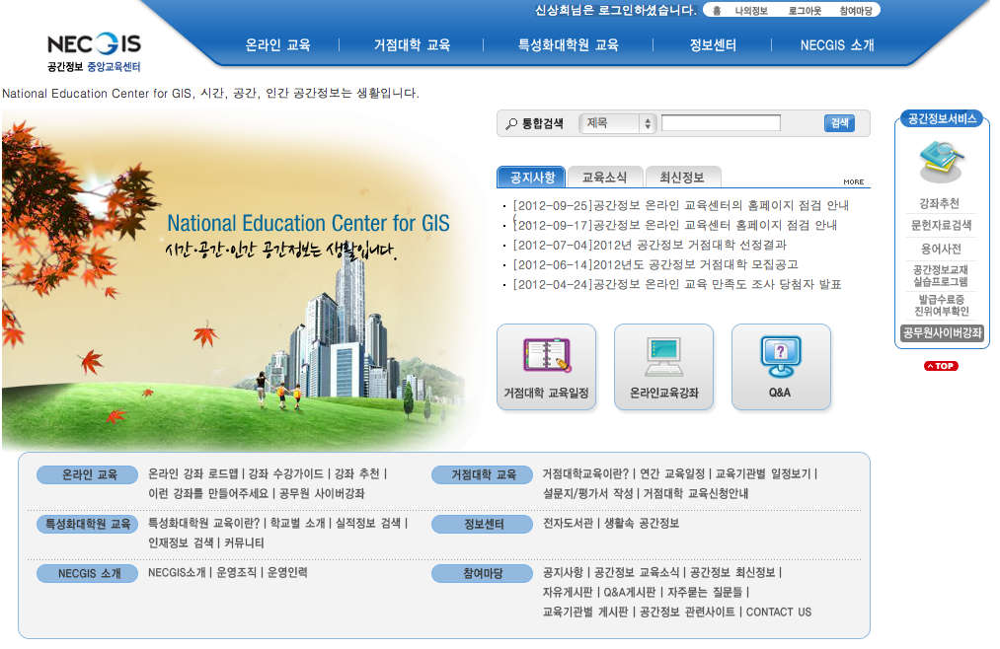 신상희님은 로그인하셨습니다. 홈 나의정보 로그아웃 참여마당
NECGIS
공간정보 중앙교육센터
온라인 교육 | 거점대학 교육 | 특성화대학원 교육 | 정보센터 | NECGIS 소개
National Education Center for GIS, 시간, 공간, 인간 공간정보는 생활입니다.
National Education Center for GIS
시간·공간·인간 공간정보는 생활입니다.
통합검색 제목 검색
공지사항 교육소식 최신정보 MORE
· [2012-09-25]공간정보 온라인 교육센터의 홈페이지 점검 안내
(
· [2012-09-17]공간정보 온라인 교육센터 홈페이지 점검 안내
· [2012-07-04]2012년 공간정보 거점대학 선정결과
· [2012-06-14]2012년도 공간정보 거점대학 모집공고
· [2012-04-24]공간정보 온라인 교육 만족도 조사 당첨자 발표
거점대학 교육일정 온라인교육강좌 Q&A
공간정보서비스
강좌추천
문헌자료검색
용어사전
공간정보교재
실습프로그램
발급수료증
진위여부확인
공무원사이버강좌
TOP
온라인 교육 온라인 강좌 로드맵 | 강좌 수강가이드 | 강좌 추천 |
이런 강좌를 만들어주세요 | 공무원 사이버강좌
거점대학 교육 거점대학교육이란? | 연간 교육일정 | 교육기관별 일정보기 |
설문지/평가서 작성 | 거점대학 교육신청안내
특성화대학원 교육 특성화대학원 교육이란? | 학교별 소개 | 실적정보 검색 |
인재정보 검색 | 커뮤니티
정보센터 전자도서관 | 생활속 공간정보
NECGIS 소개 NECGIS소개 | 운영조직 | 운영인력
참여마당 공지사항 | 공간정보 교육소식 | 공간정보 최신정보 |
자유게시판 | Q&A게시판 | 자주묻는 질문들 |
교육기관별 게시판 | 공간정보 관련사이트 | CONTACT US